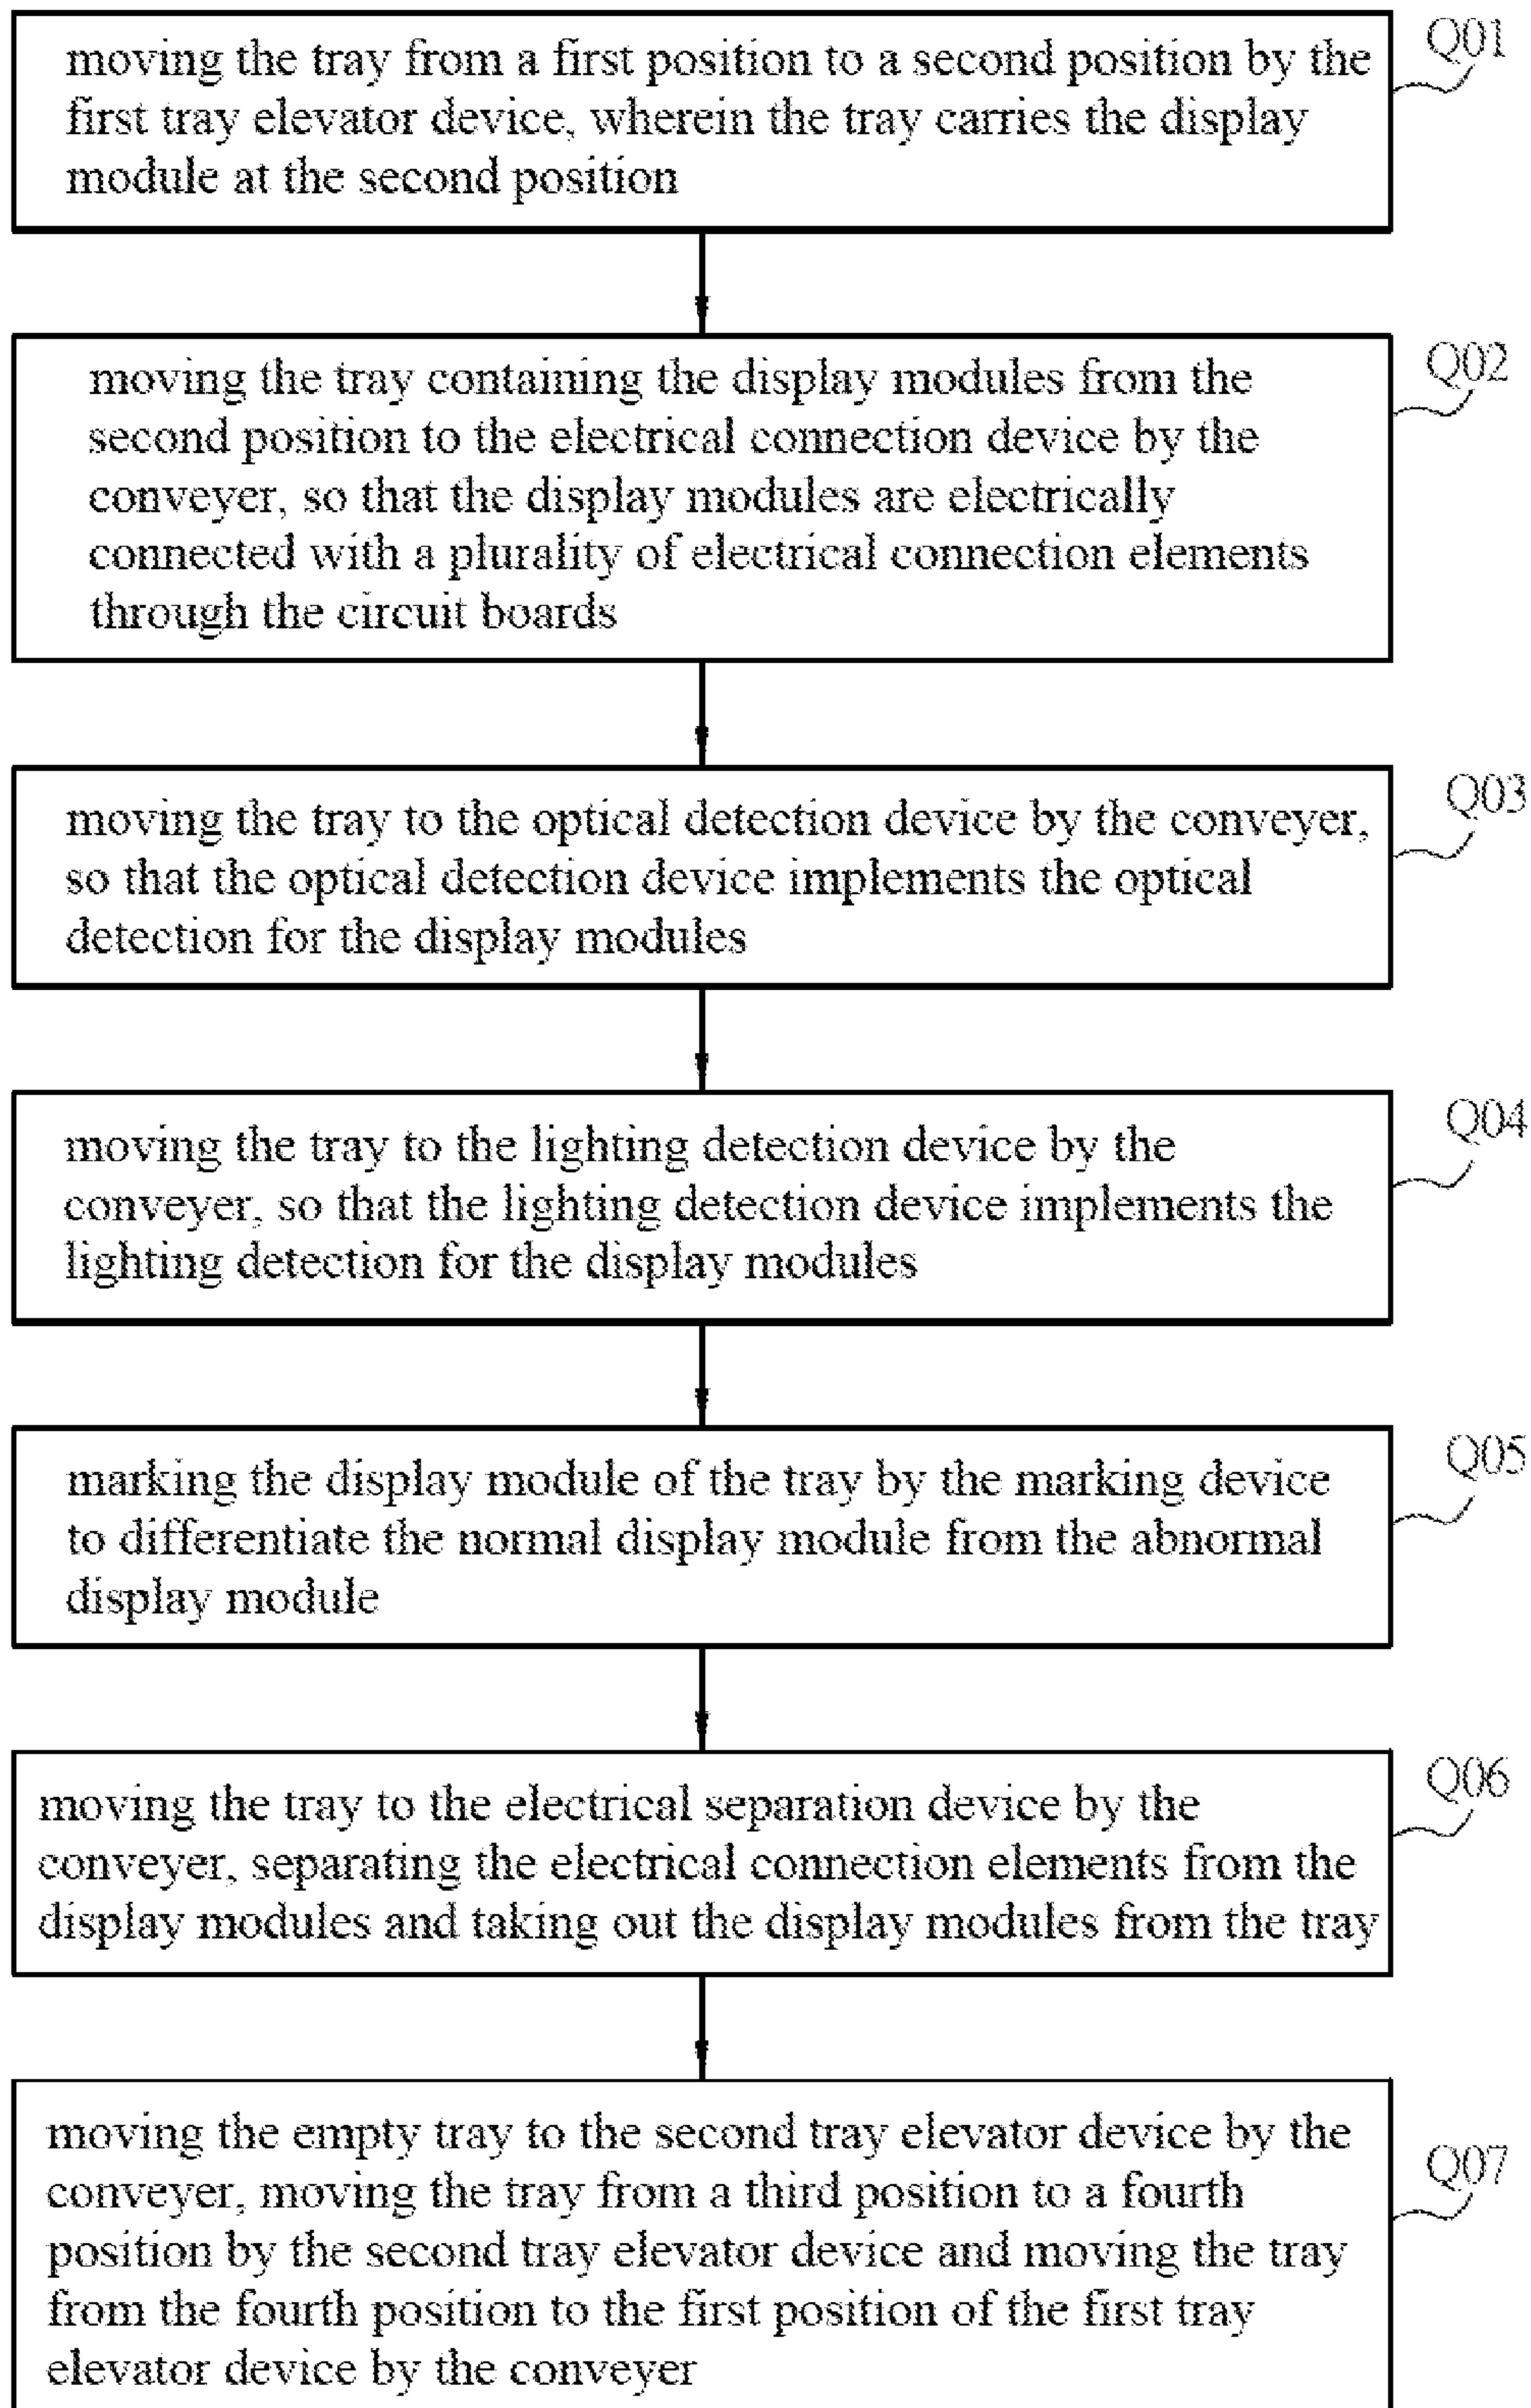 moving the tray from a first position to a second position by the
first tray elevator device, wherein the tray carries the display
module at the second position
Q01
moving the tray containing the display modules from the
second position to the electrical connection device by the
conveyer, so that the display modules are electrically
connected with a plurality of electrical connection elements
through the circuit boards
Q02
moving the tray to the optical detection device by the conveyer,
so that the optical detection device implements the optical
detection for the display modules
Q03
moving the tray to the lighting detection device by the
conveyer, so that the lighting detection device implements the
lighting detection for the display modules
Q04
marking the display module of the tray by the marking device
to differentiate the normal display module from the abnormal
display module
Q05
moving the tray to the electrical separation device by the
conveyer, separating the electrical connection elements from the
display modules and taking out the display modules from the tray
Q06
moving the empty tray to the second tray elevator device by the
conveyer, moving the tray from a third position to a fourth
position by the second tray elevator device and moving the tray
from the fourth position to the first position of the first tray
elevator device by the conveyer
Q07